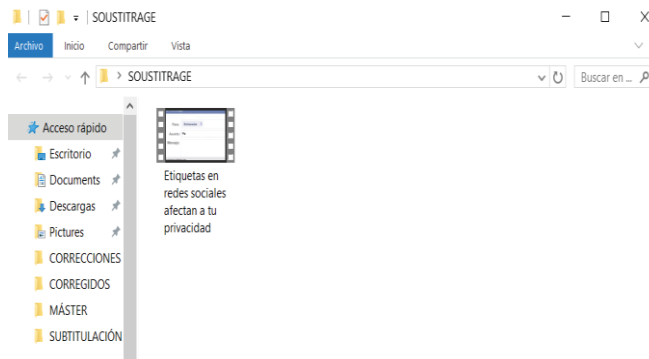 SOUSTITRAGE
Archivo Inicio Compartir Vista
SOUSTITRAGE
Buscar en ...
Acceso rápido
Escritorio
Documents
Descargas
Pictures
CORRECCIONES
CORREGIDOS
MÁSTER
SUBTITULACIÓN
Etiquetas en
redes sociales
afectan a tu
privacidad